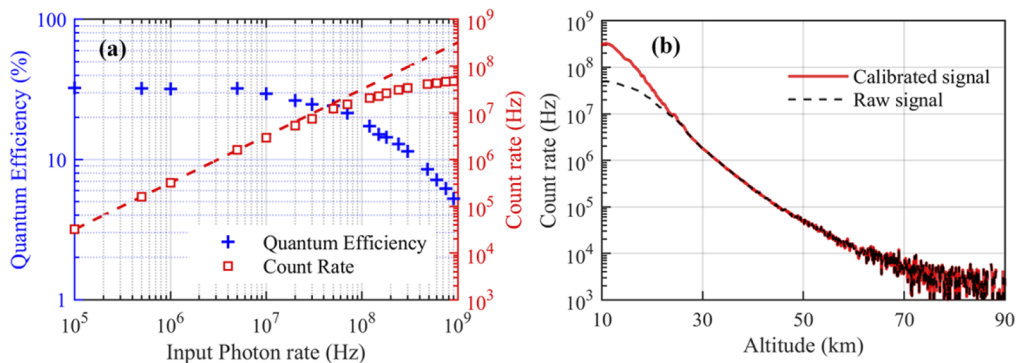 (a)
Quantum Efficiency (%)
100
10
1
10⁵
10⁶
10⁷
10⁸
10⁹
Input Photon rate (Hz)
Quantum Efficiency
Count Rate
10⁹
10⁸
10⁷
10⁶
10⁵
10⁴
10³
Count rate (Hz)
(b)
Count rate (Hz)
10⁹
10⁸
10⁷
10⁶
10⁵
10⁴
10³
10
30
50
70
90
Altitude (km)
Calibrated signal
Raw signal